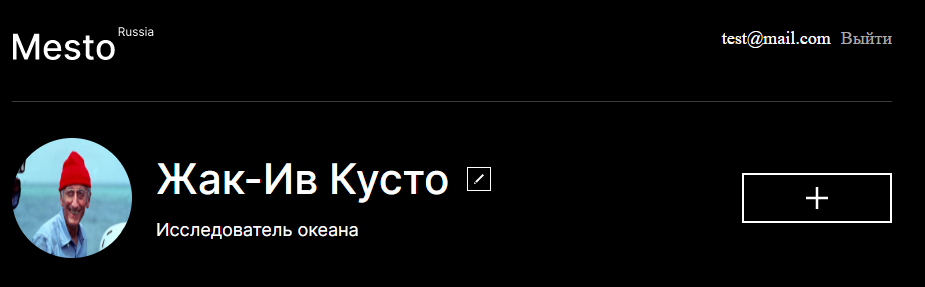 Mesto Russia
test@mail.com Выйти
Жак-Ив Кусто
Исследователь океана